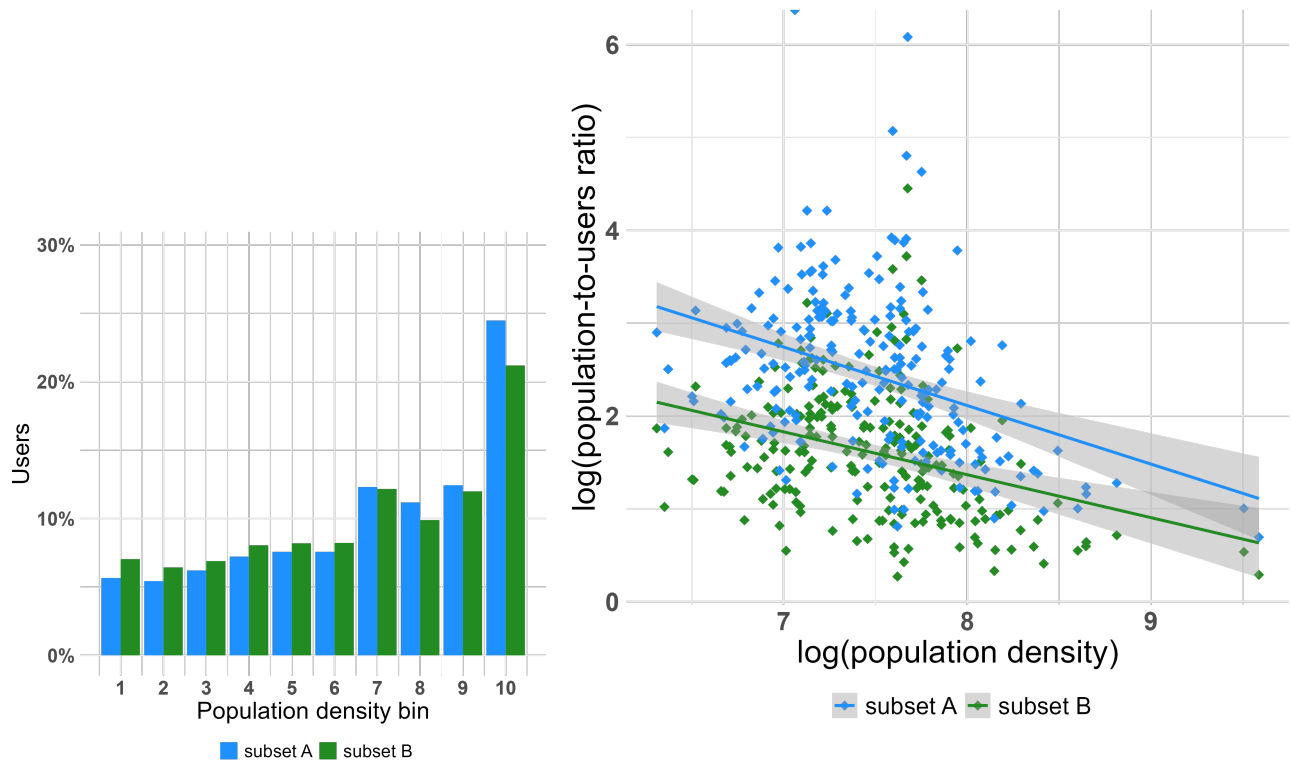 30%
20%
10%
0%
Users
1 2 3 4 5 6 7 8 9 10
Population density bin
subset A subset B
6
4
2
0
log(population-to-users ratio)
7 8 9
log(population density)
subset A subset B